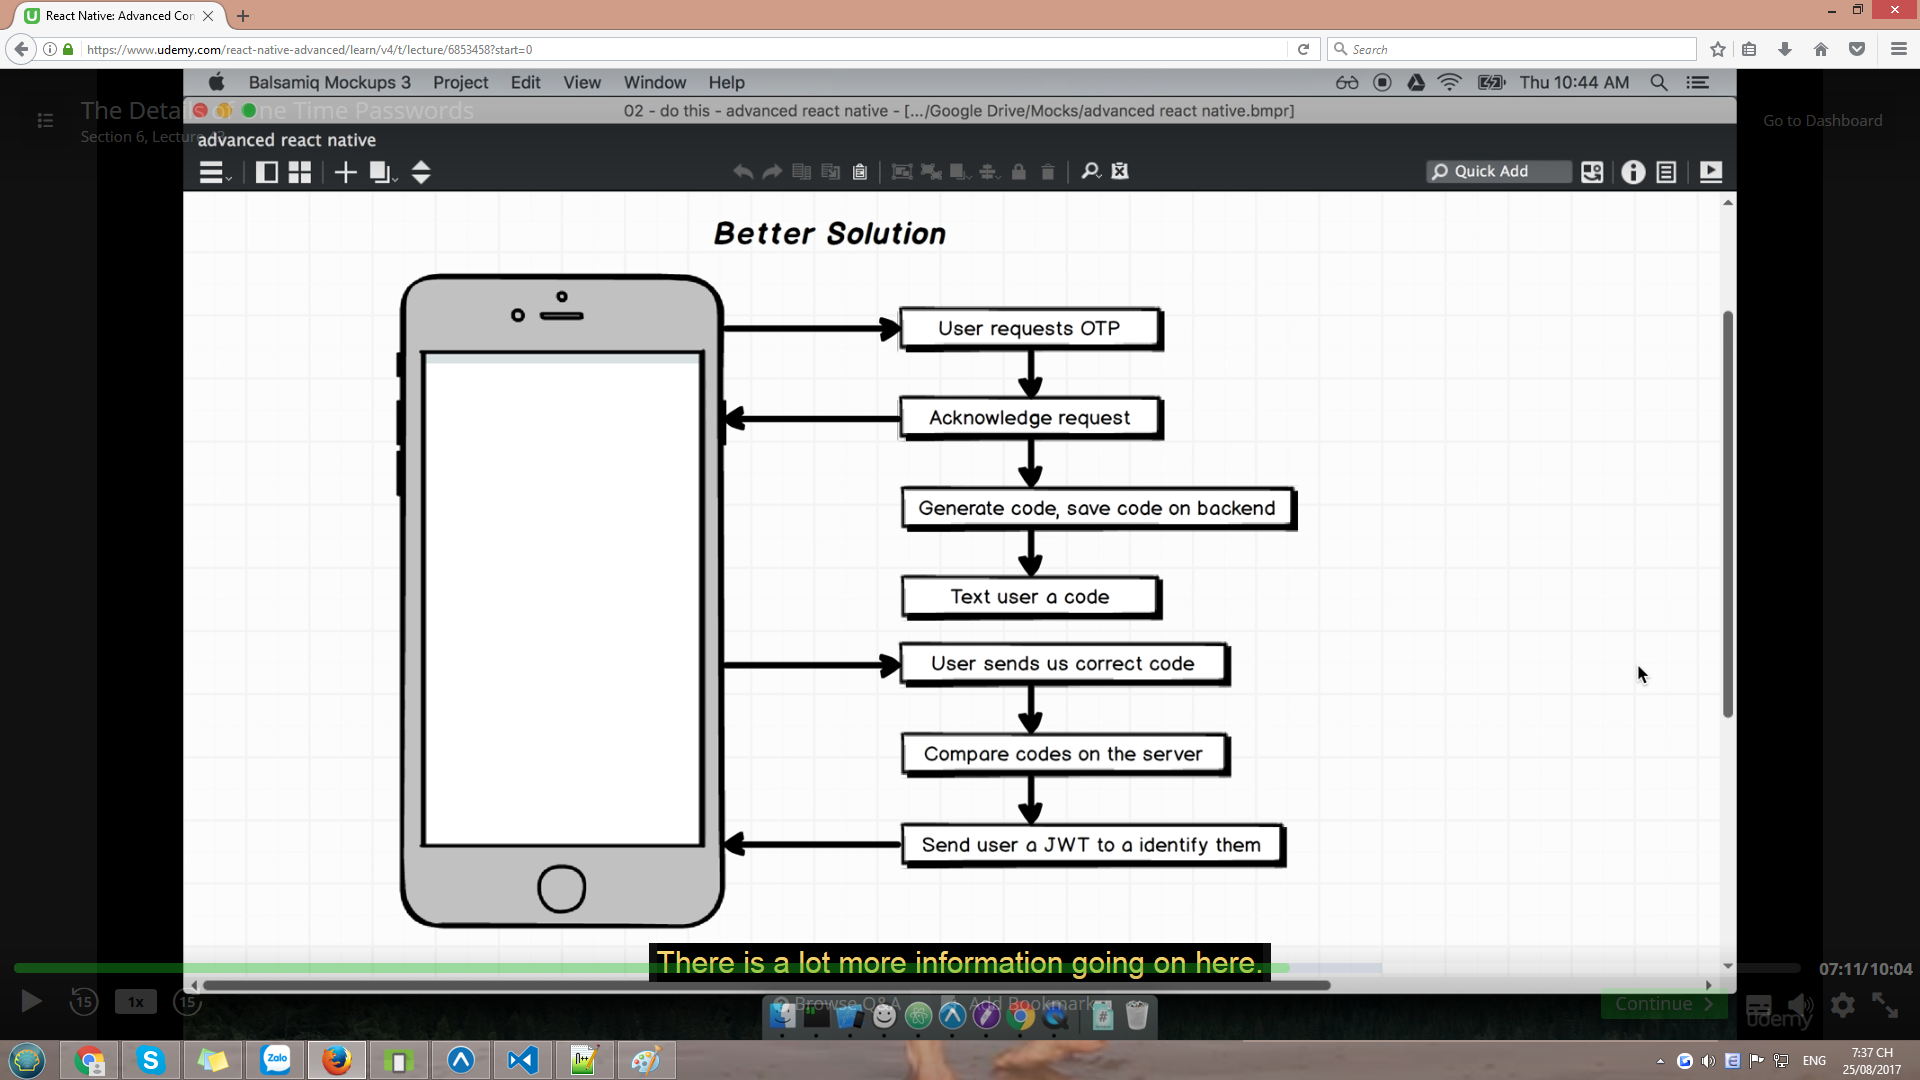 React Native: Advanced Con
https://www.udemy.com/react-native-advanced/learn/v4/t/lecture/6853458?start=0
Search
Balsamiq Mockups 3 Project Edit View Window Help
Thu 10:44 AM
The Details of One Time Passwords
02 - do this - advanced react native - [.../Google Drive/Mocks/advanced react native.bmpr]
Section 6, Lecture
Go to Dashboard
advanced react native
Quick Add
Better Solution
User requests OTP
Acknowledge request
Generate code, save code on backend
Text user a code
User sends us correct code
Compare codes on the server
Send user a JWT to a identify them
There is a lot more information going on here.
07:11/10:04
15
1x
15
Browse Q&A
Add Bookmark
Continue
udemy
Zalo
ENG
7:37 CH
25/08/2017